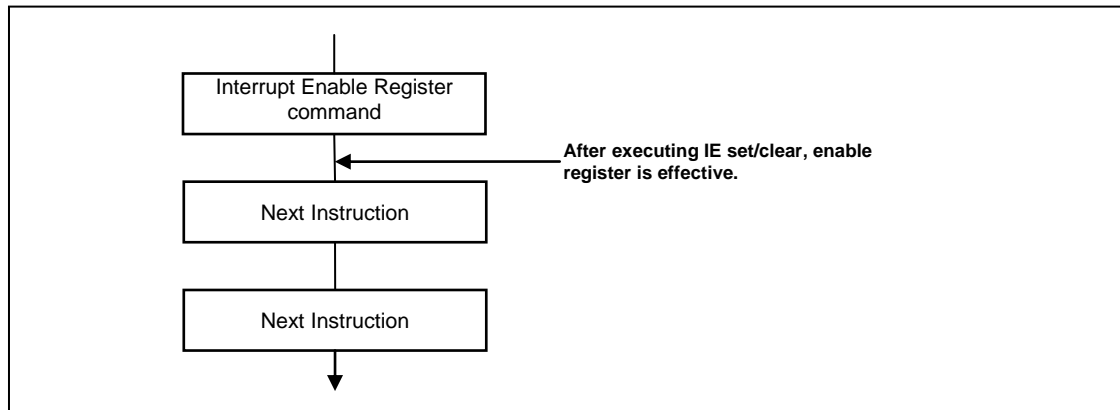 Interrupt Enable Register
command
After executing IE set/clear, enable
register is effective.
Next Instruction
Next Instruction